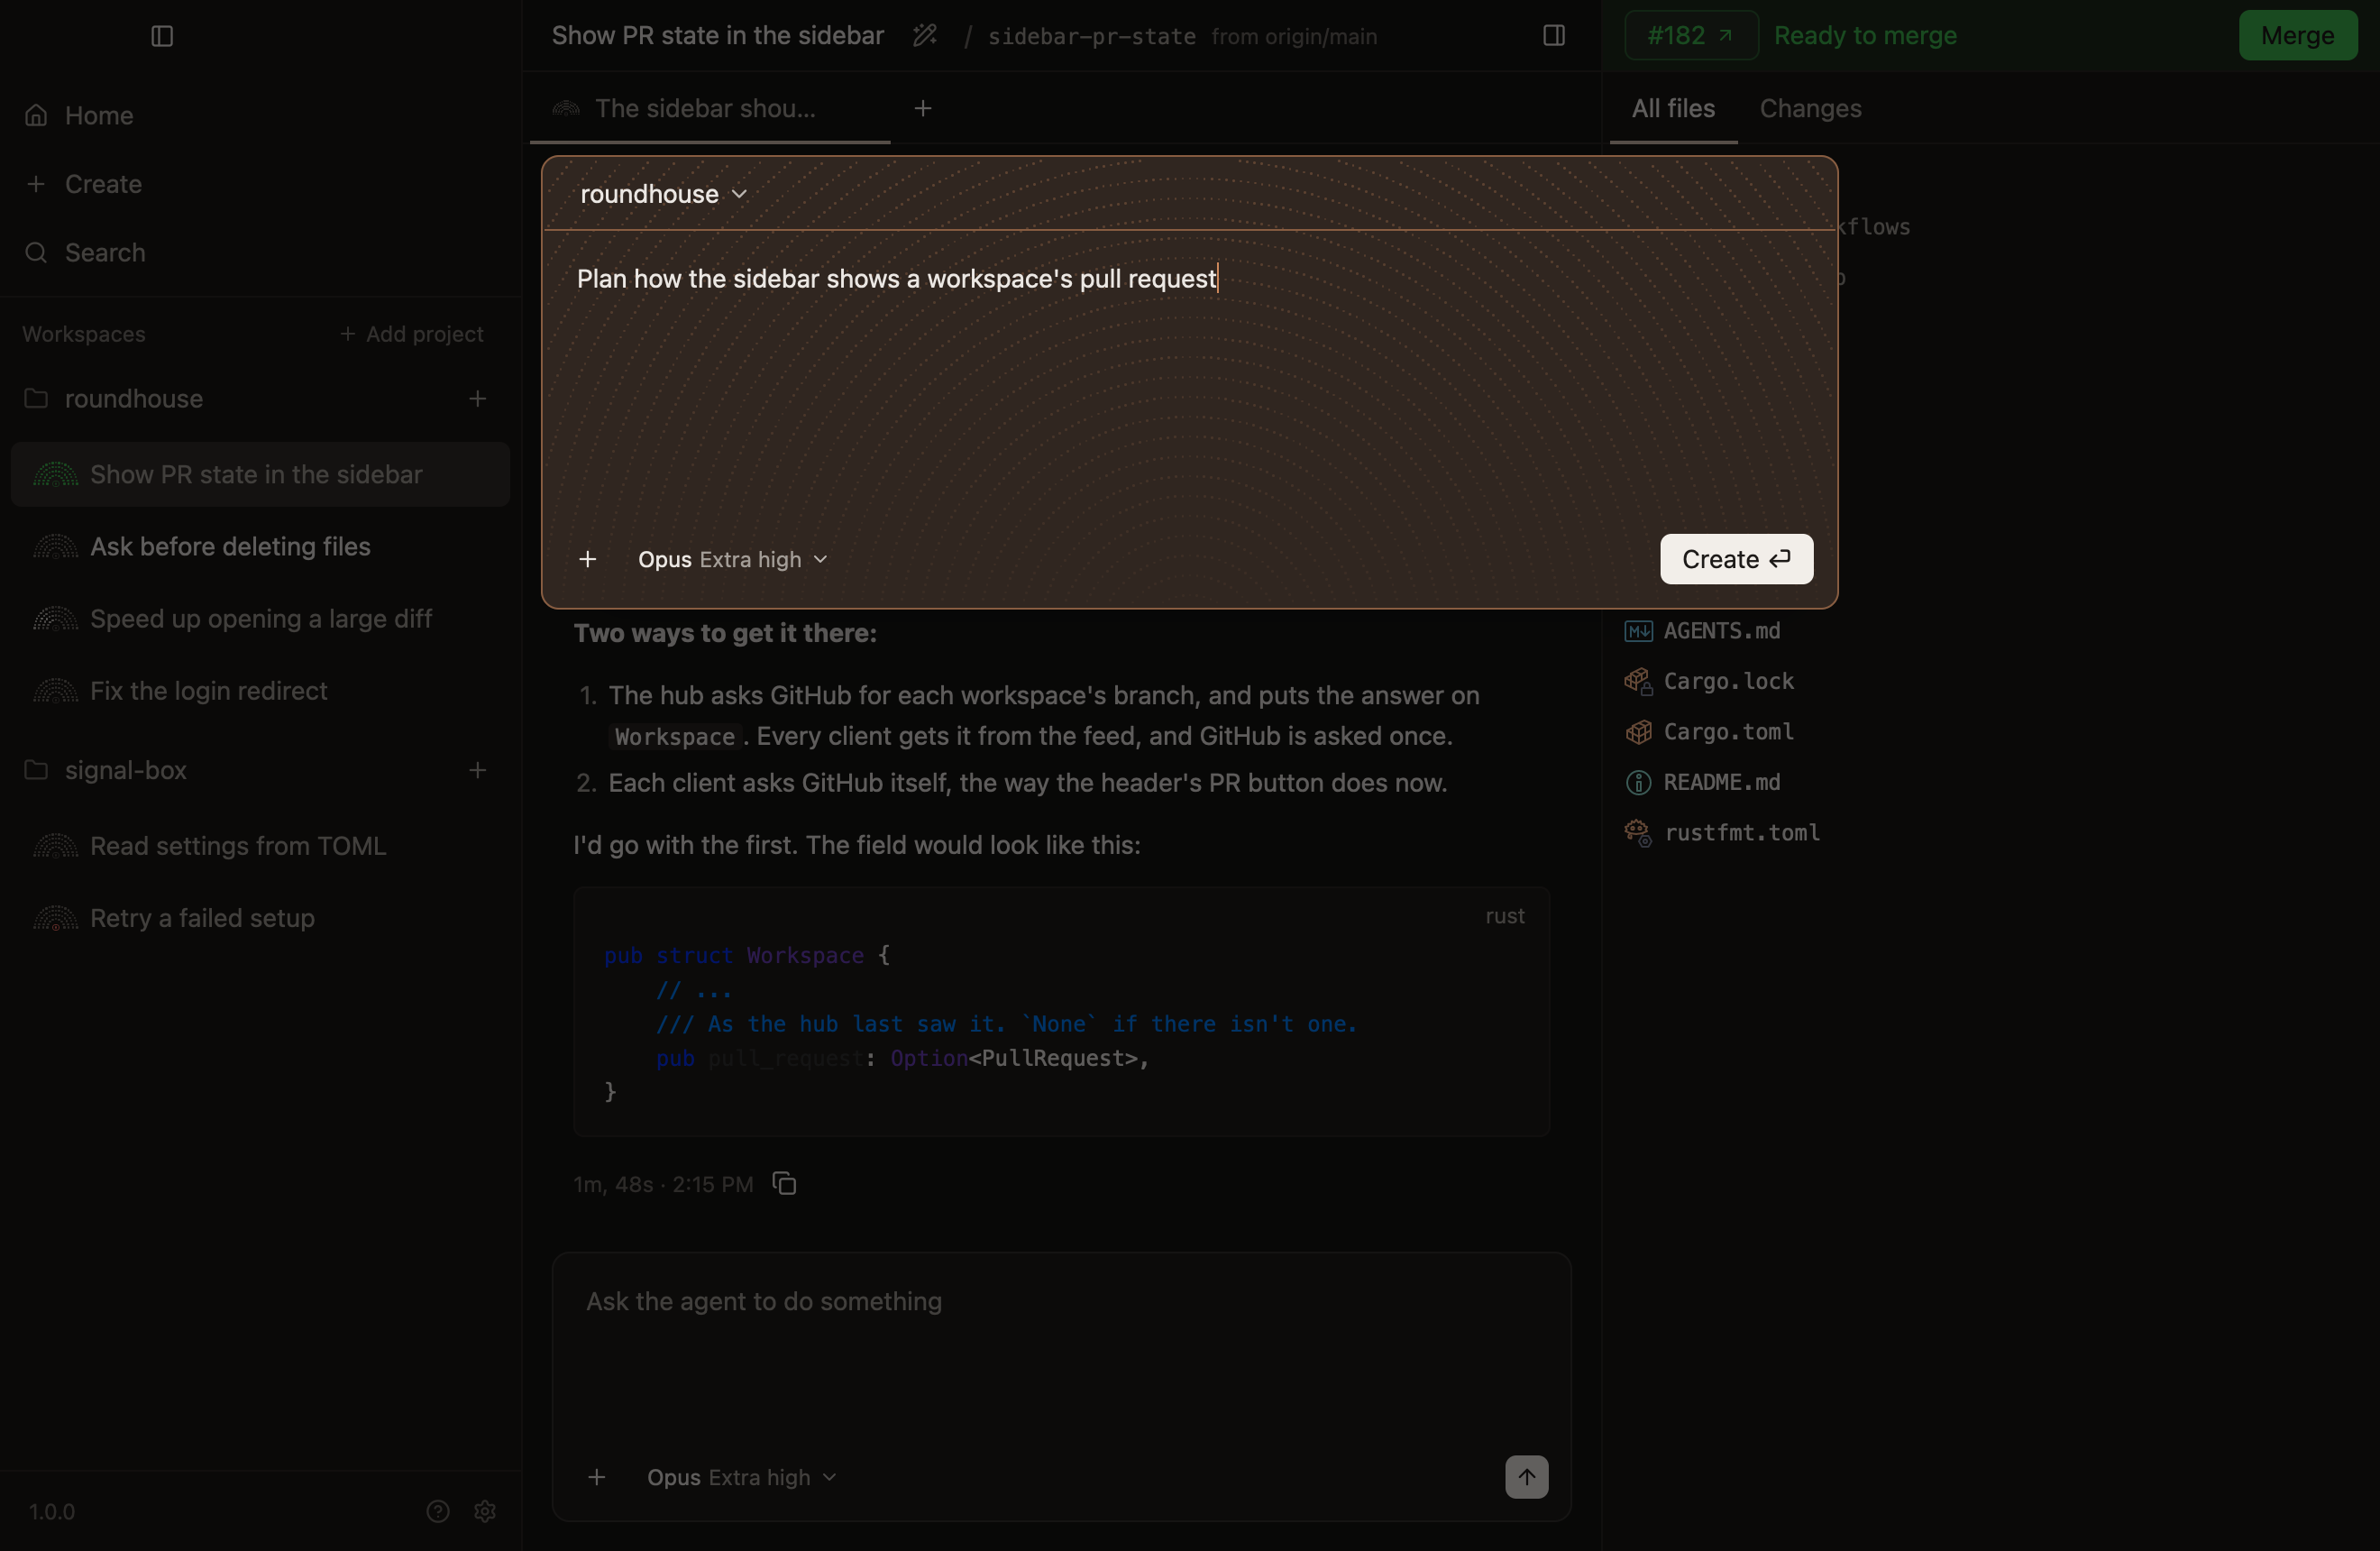 Show PR state in the sidebar / sidebar-pr-state from origin/main
#182 Ready to merge
Merge
Home
Create
Search
Workspaces
Add project
roundhouse
Show PR state in the sidebar
Ask before deleting files
Speed up opening a large diff
Fix the login redirect
signal-box
Read settings from TOML
Retry a failed setup
1.0.0
The sidebar shou...
roundhouse
Plan how the sidebar shows a workspace's pull request
Opus Extra high
Create
Two ways to get it there:
1. The hub asks GitHub for each workspace's branch, and puts the answer on
Workspace. Every client gets it from the feed, and GitHub is asked once.
2. Each client asks GitHub itself, the way the header's PR button does now.
I'd go with the first. The field would look like this:
rust
pub struct Workspace {
// ...
/// As the hub last saw it. `None` if there isn't one.
pub pull_request: Option<PullRequest>,
}
1m, 48s · 2:15 PM
Ask the agent to do something
Opus Extra high
All files
Changes
AGENTS.md
Cargo.lock
Cargo.toml
README.md
rustfmt.toml